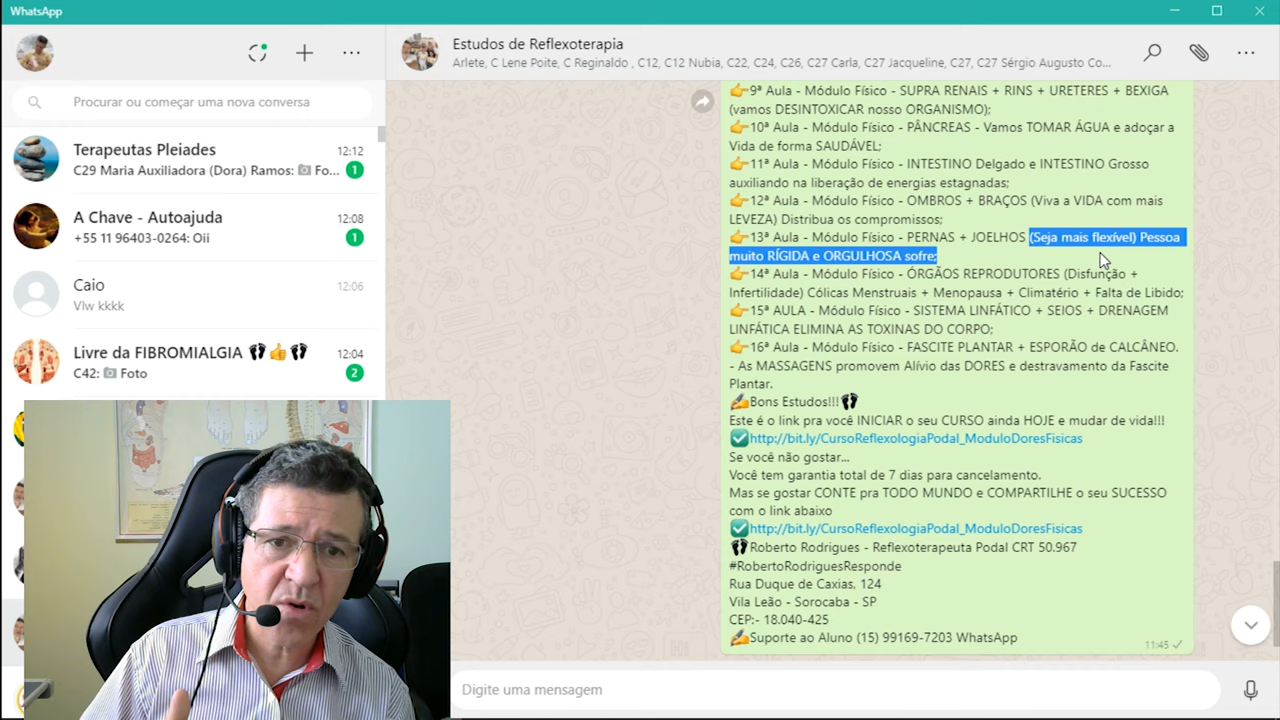 WhatsApp
Procurar ou começar uma nova conversa
Terapeutas Pleiades
12:12
C29 Maria Auxiliadora (Dora) Ramos: 📷 Fo...
1
A Chave - Autoajuda
12:08
+55 11 96403-0264: Oii
1
Caio
12:06
Vlw kkkk
Livre da FIBROMIALGIA 👣👍👣
12:04
C42: 📷 Foto
2
Estudos de Reflexoterapia
Arlete, C Lene Poite, C Reginaldo , C12, C12 Nubia, C22, C24, C26, C27 Carla, C27 Jacqueline, C27, C27 Sérgio Augusto Co...
👉9ª Aula - Módulo Físico - SUPRA RENAIS + RINS + URETERES + BEXIGA
(vamos DESINTOXICAR nosso ORGANISMO);
👉10ª Aula - Módulo Físico - PÂNCREAS - Vamos TOMAR ÁGUA e adoçar a
Vida de forma SAUDÁVEL;
👉11ª Aula - Módulo Físico - INTESTINO Delgado e INTESTINO Grosso
auxiliando na liberação de energias estagnadas;
👉12ª Aula - Módulo Físico - OMBROS + BRAÇOS (Viva a VIDA com mais
LEVEZA) Distribua os compromissos;
👉13ª Aula - Módulo Físico - PERNAS + JOELHOS (Seja mais flexível) Pessoa
muito RÍGIDA e ORGULHOSA sofre;
👉14ª Aula - Módulo Físico - ÓRGÃOS REPRODUTORES (Disfunção +
Infertilidade) Cólicas Menstruais + Menopausa + Climatério + Falta de Libido;
👉15ª AULA - Módulo Físico - SISTEMA LINFÁTICO + SEIOS + DRENAGEM
LINFÁTICA ELIMINA AS TOXINAS DO CORPO;
👉16ª Aula - Módulo Físico - FASCITE PLANTAR + ESPORÃO de CALCÂNEO.
- As MASSAGENS promovem Alívio das DORES e destravamento da Fascite
Plantar.
✍Bons Estudos!!!👣
Este é o link pra você INICIAR o seu CURSO ainda HOJE e mudar de vida!!!
✅http://bit.ly/CursoReflexologiaPodal_ModuloDoresFisicas
Se você não gostar...
Você tem garantia total de 7 dias para cancelamento.
Mas se gostar CONTE pra TODO MUNDO e COMPARTILHE o seu SUCESSO
com o link abaixo
✅http://bit.ly/CursoReflexologiaPodal_ModuloDoresFisicas
👣Roberto Rodrigues - Reflexoterapeuta Podal CRT 50.967
#RobertoRodriguesResponde
Rua Duque de Caxias, 124
Vila Leão - Sorocaba - SP
CEP:- 18.040-425
✍Suporte ao Aluno (15) 99169-7203 WhatsApp
11:45
Digite uma mensagem